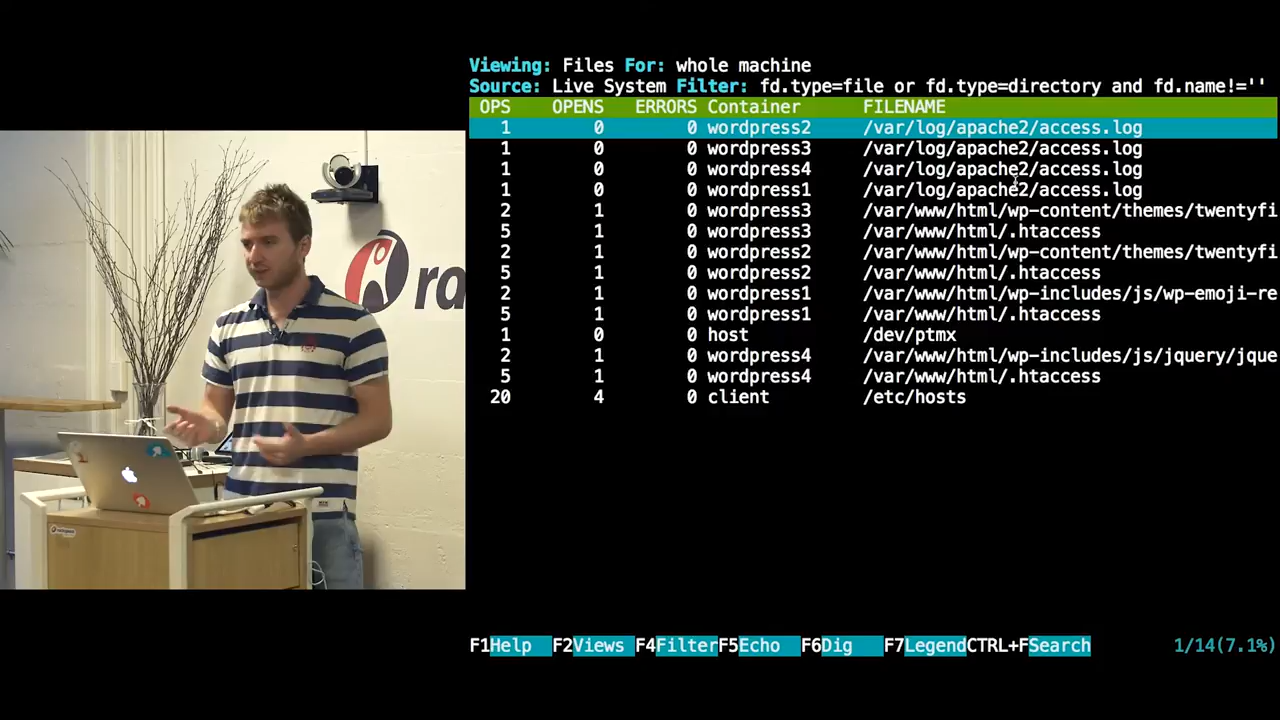 Viewing: Files For: whole machine
Source: Live System Filter: fd.type=file or fd.type=directory and fd.name!=''
OPS OPENS ERRORS Container FILENAME
1 0 0 wordpress2 /var/log/apache2/access.log
1 0 0 wordpress3 /var/log/apache2/access.log
1 0 0 wordpress4 /var/log/apache2/access.log
1 0 0 wordpress1 /var/log/apache2/access.log
2 1 0 wordpress3 /var/www/html/wp-content/themes/twentyfi
5 1 0 wordpress3 /var/www/html/.htaccess
2 1 0 wordpress2 /var/www/html/wp-content/themes/twentyfi
5 1 0 wordpress2 /var/www/html/.htaccess
2 1 0 wordpress1 /var/www/html/wp-includes/js/wp-emoji-re
5 1 0 wordpress1 /var/www/html/.htaccess
1 0 0 host /dev/ptmx
2 1 0 wordpress4 /var/www/html/wp-includes/js/jquery/jque
5 1 0 wordpress4 /var/www/html/.htaccess
20 4 0 client /etc/hosts
F1Help F2Views F4FilterF5Echo F6Dig F7LegendCTRL+FSearch 1/14(7.1%)
ra